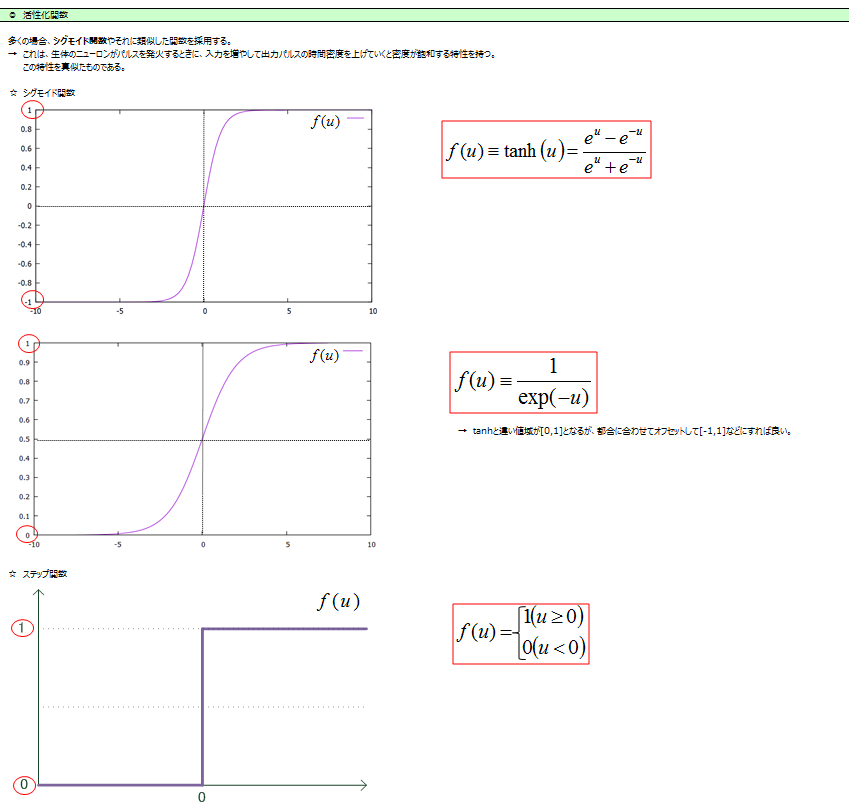 ➲ 活性化関数
多くの場合、シグモイド関数やそれに類似した関数を採用する。
→ これは、生体のニューロンがパルスを発火するときに、入力を増やして出力パルスの時間密度を上げていくと密度が飽和する特性を持つ。
この特性を真似たものである。
☆ シグモイド関数
1
0.8
0.6
0.4
0.2
0
-0.2
-0.4
-0.6
-0.8
-1
-10 -5 0 5 10
f(u)
f(u)≡tanh(u)=(e^u−e^−u)/(e^u+e^−u)
1
0.9
0.8
0.7
0.6
0.5
0.4
0.3
0.2
0.1
0
-10 -5 0 5 10
f(u)
f(u)≡1/exp(−u)
→ tanhと違い値域が[0,1]となるが、都合に合わせてオフセットして[-1,1]などにすれば良い。
☆ ステップ関数
f(u)
1
0
0
f(u)=
1(u≥0)
0(u<0)